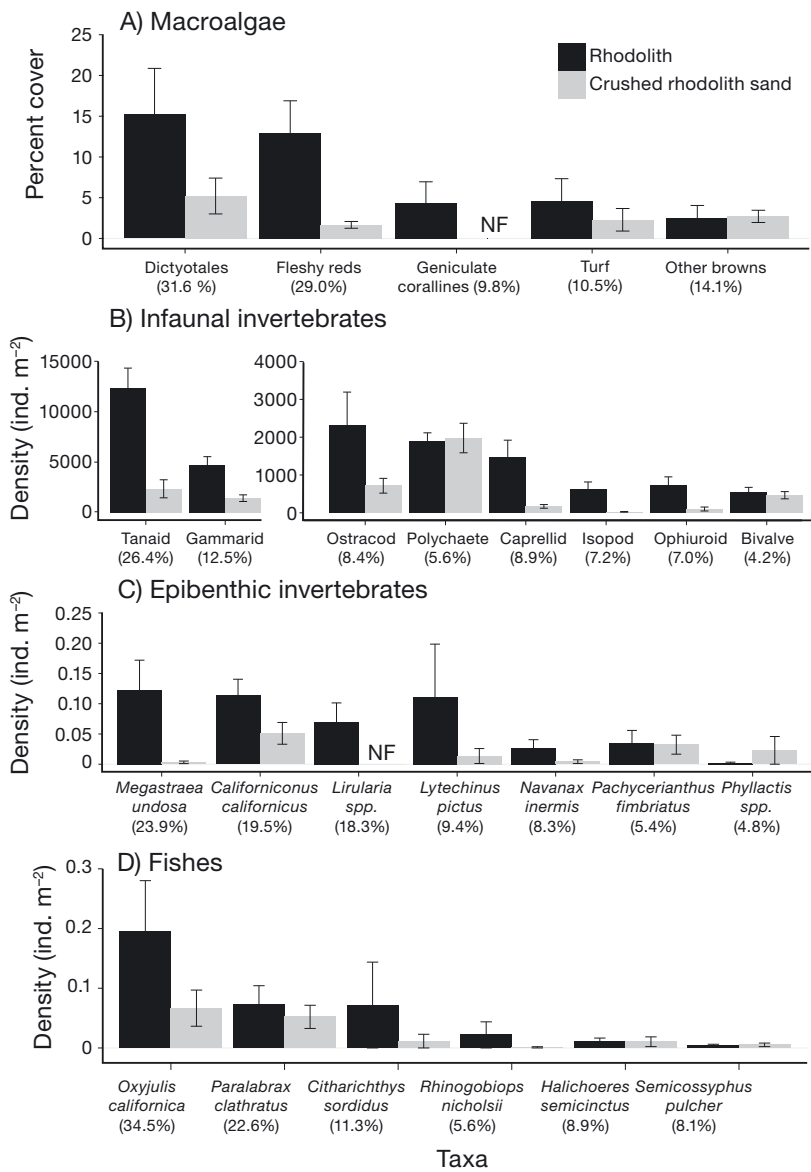 A) Macroalgae
Percent cover
25
20
15
10
5
0
Rhodolith
Crushed rhodolith sand
NF
Dictyotales Fleshy reds Geniculate Turf Other browns
(31.6 %) (29.0%) corallines (9.8%) (10.5%) (14.1%)
B) Infaunal invertebrates
Density (ind. m⁻²)
15000
10000
5000
0
4000
3000
2000
1000
0
Tanaid Gammarid Ostracod Polychaete Caprellid Isopod Ophiuroid Bivalve
(26.4%) (12.5%) (8.4%) (5.6%) (8.9%) (7.2%) (7.0%) (4.2%)
C) Epibenthic invertebrates
Density (ind. m⁻²)
0.25
0.20
0.15
0.10
0.05
0
NF
Megastraea Californiconus Lirularia Lytechinus Navanax Pachycerianthus Phyllactis
undosa californicus spp. pictus inermis fimbriatus spp.
(23.9%) (19.5%) (18.3%) (9.4%) (8.3%) (5.4%) (4.8%)
D) Fishes
Density (ind. m⁻²)
0.3
0.2
0.1
0
Oxyjulis Paralabrax Citharichthys Rhinogobiops Halichoeres Semicossyphus
californica clathratus sordidus nicholsii semicinctus pulcher
(34.5%) (22.6%) (11.3%) (5.6%) (8.9%) (8.1%)
Taxa